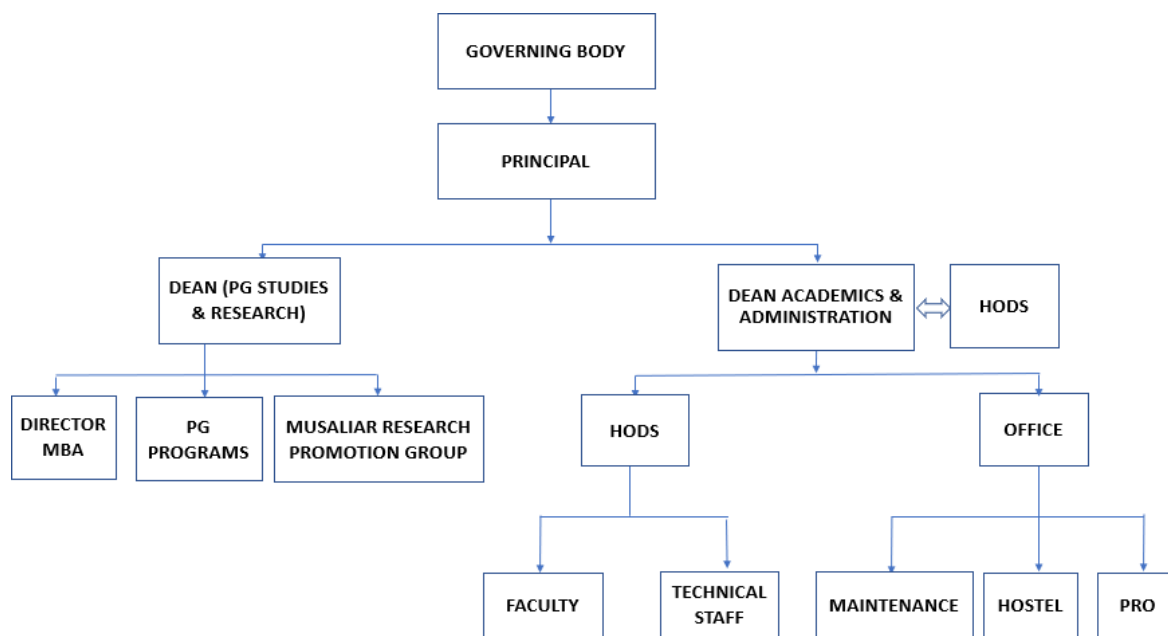 GOVERNING BODY
PRINCIPAL
DEAN (PG STUDIES
& RESEARCH)
DEAN ACADEMICS &
ADMINISTRATION
HODS
DIRECTOR
MBA
PG
PROGRAMS
MUSALIAR RESEARCH
PROMOTION GROUP
HODS
OFFICE
FACULTY
TECHNICAL
STAFF
MAINTENANCE
HOSTEL
PRO